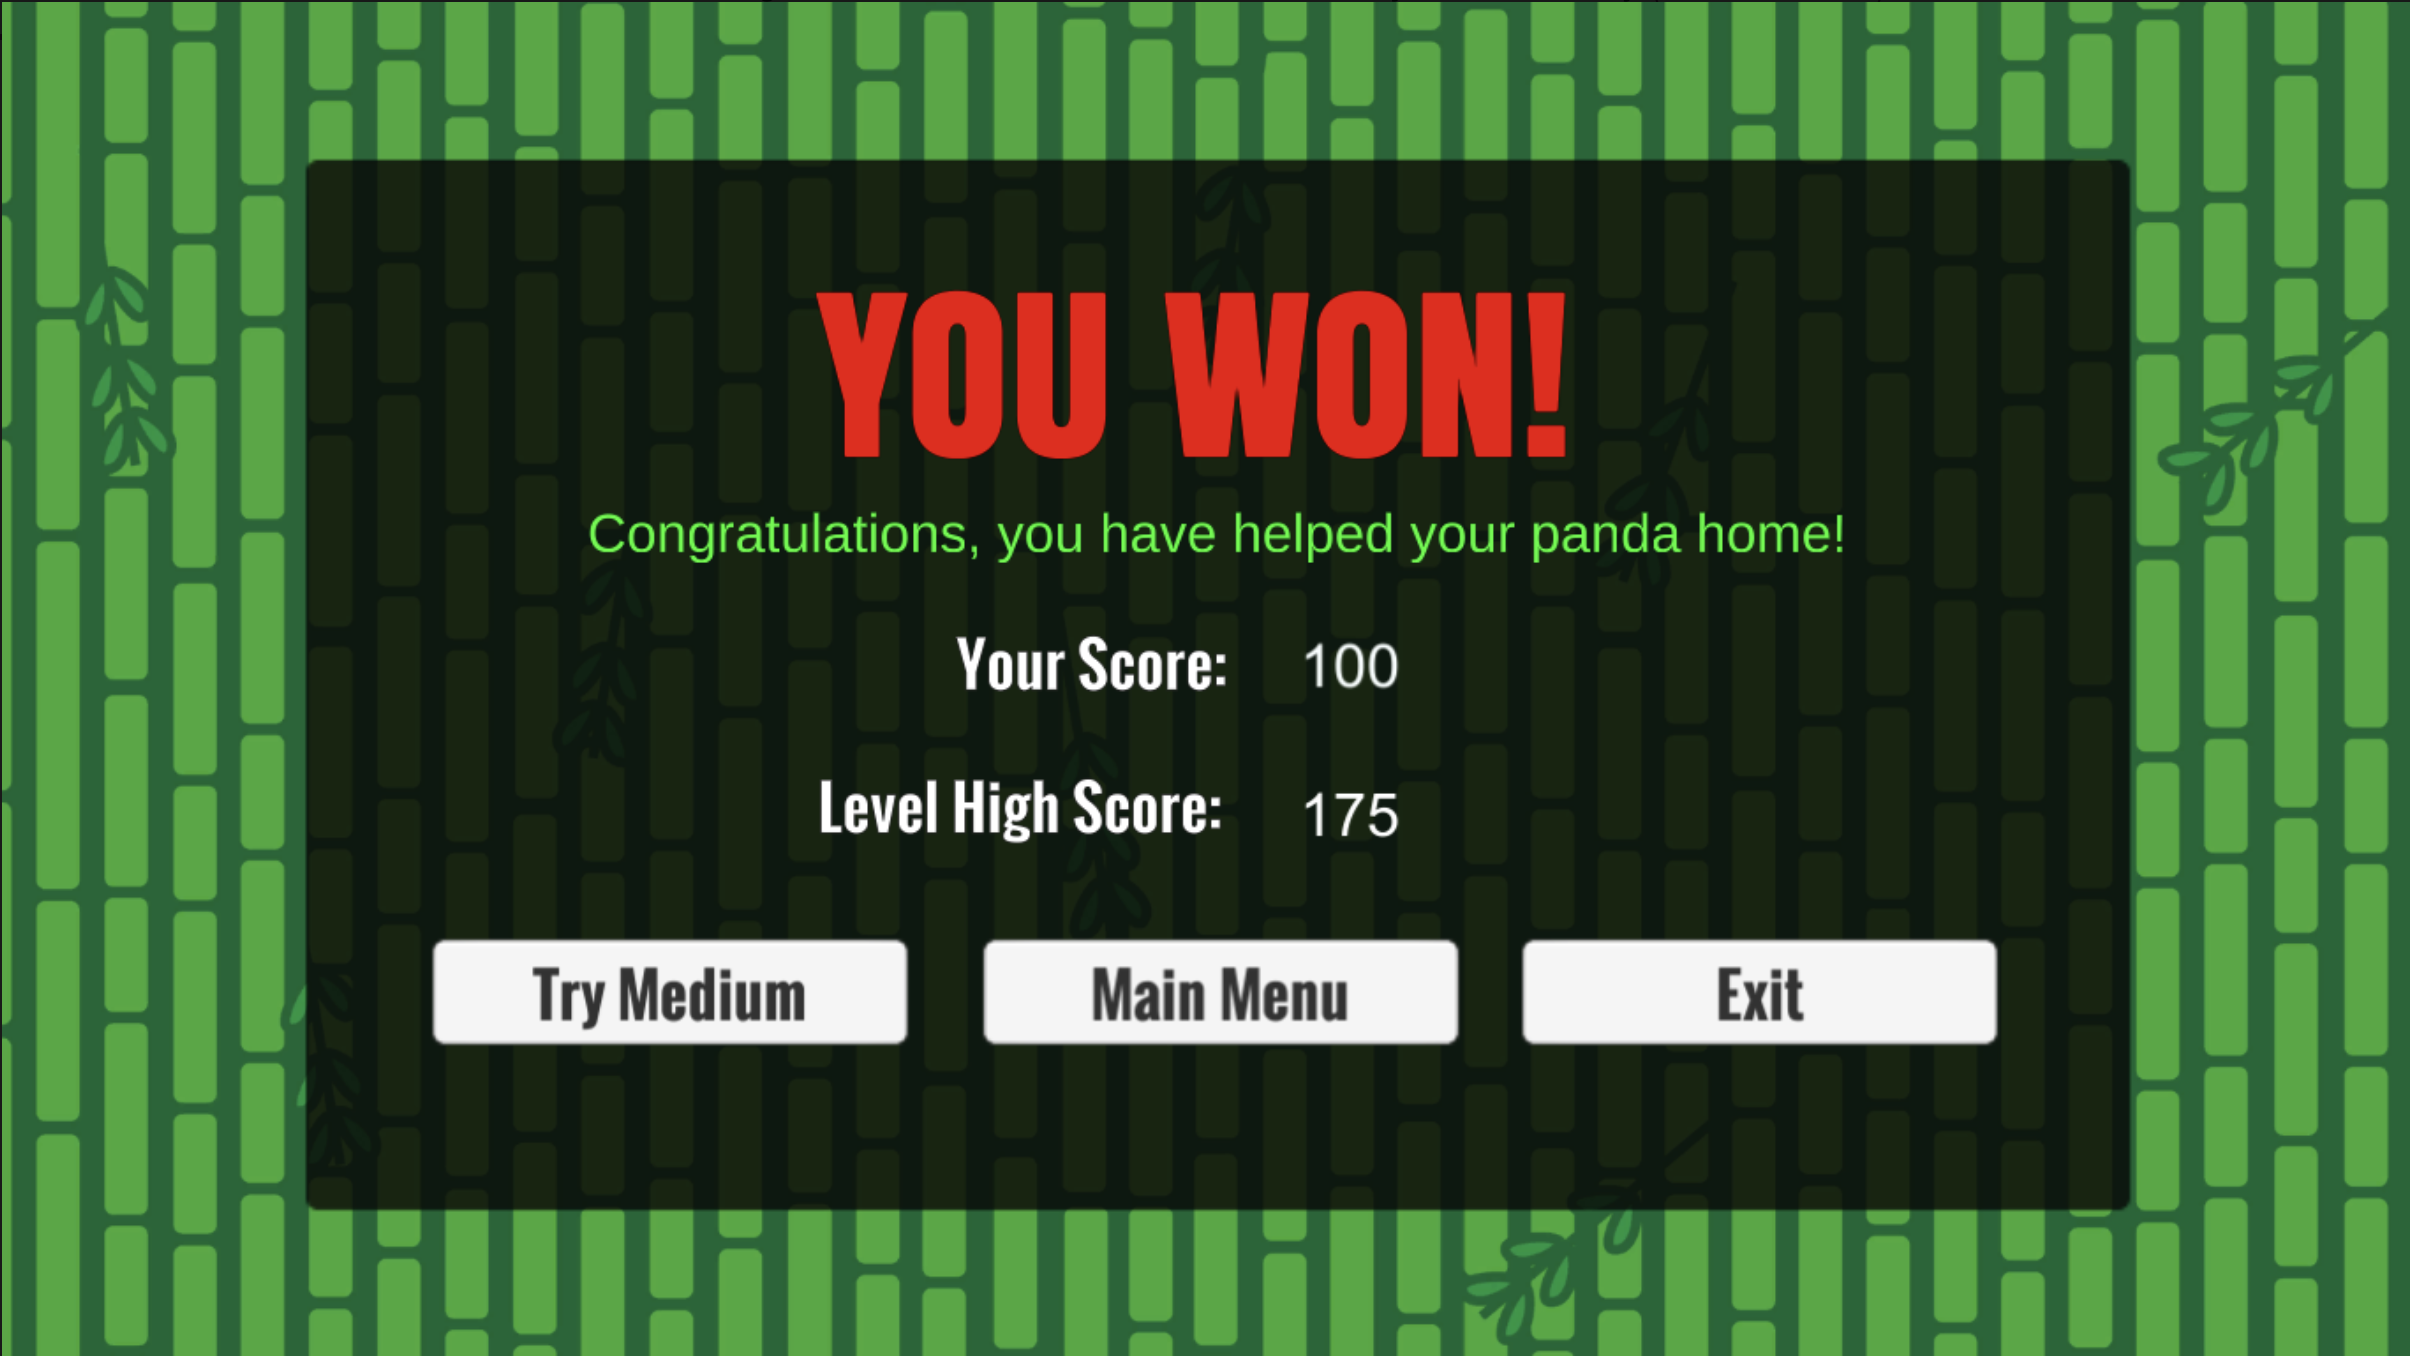 YOU WON!
Congratulations, you have helped your panda home!
Your Score: 100
Level High Score: 175
Try Medium Main Menu Exit